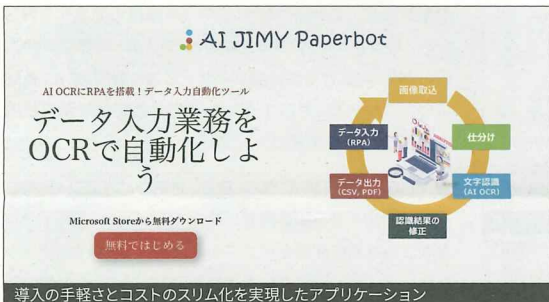 AI JIMY Paperbot
AI OCRにRPAを搭載！データ入力自動化ツール
データ入力業務を
OCRで自動化しよ
う
Microsoft Storeから無料ダウンロード
無料ではじめる
画像取込
仕分け
文字認識
(AI OCR)
認識結果の
修正
データ出力
(CSV, PDF)
データ入力
(RPA)
導入の手軽さとコストのスリム化を実現したアプリケーション